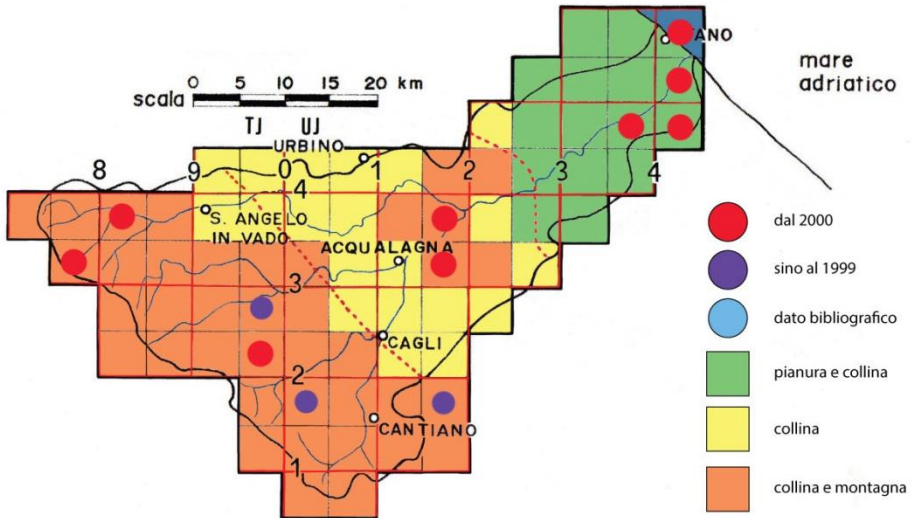 ANO
mare
adriatico
0 10 20 km
scala
TJ UJ
URBINO
8 9 0 1 2 3 4
4
S. ANGELO
IN VADO
ACQUALAGNA
3
CAGLI
2
CANTIANO
1
dal 2000
sino al 1999
dato bibliografico
pianura e collina
collina
collina e montagna